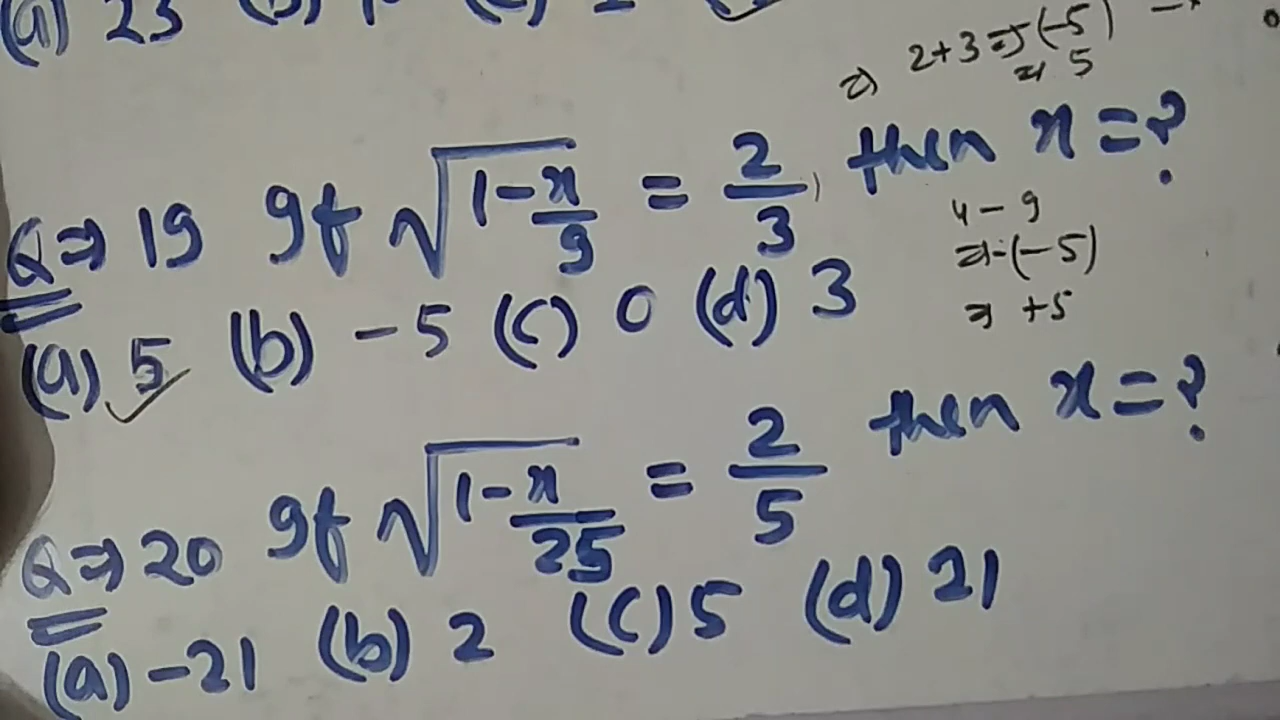 (a) 23 (b) (c)
2+3 ⇒ 5(-5)
⇒ 5
Q⇒ 19 If √(1-x/9) = 2/3, then x=?
4-9
⇒-(-5)
⇒ +5
(a) 5 ✓ (b) -5 (c) 0 (d) 3
Q⇒ 20 If √(1-x/25) = 2/5 then x=?
(a) -21 (b) 2 (c) 5 (d) 21